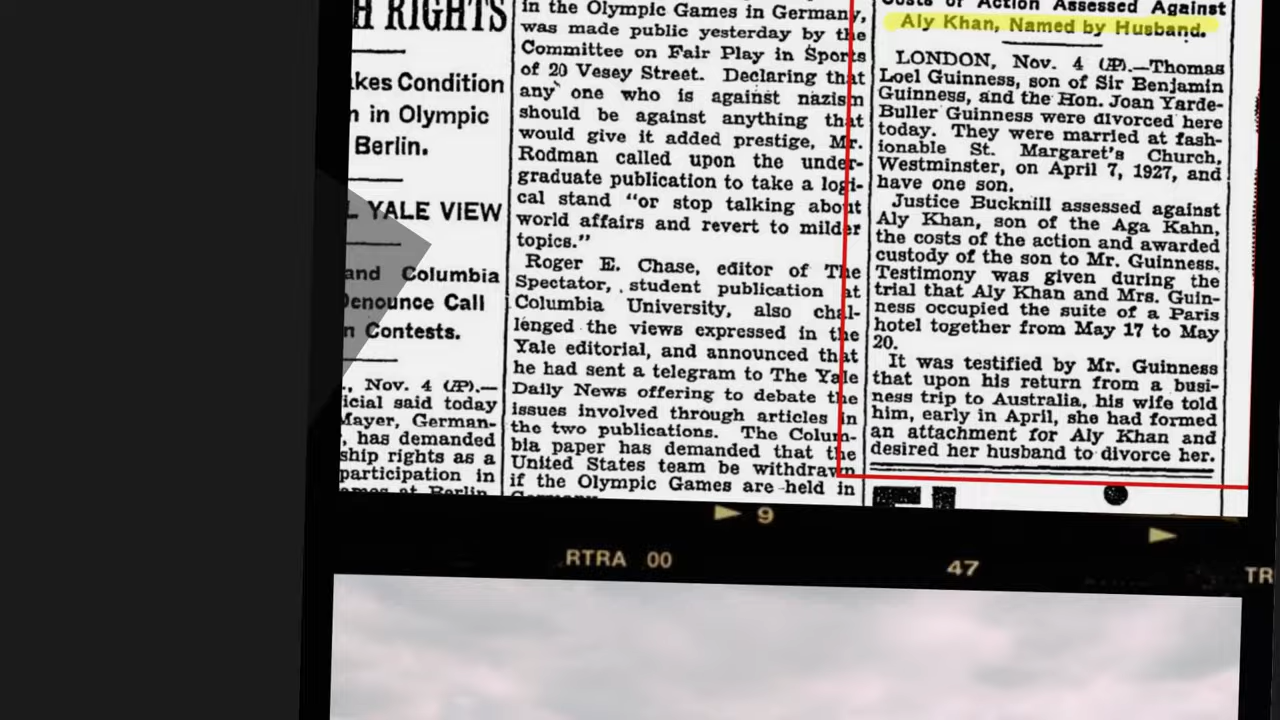 H RIGHTS
kes Condition
n in Olympic
Berlin.
L YALE VIEW
and Columbia
Denounce Call
n Contests.
., Nov. 4 (AP).—
icial said today
Mayer, German-
, has demanded
ship rights as a
participation in
ames at Berlin
in the Olympic Games in Germany,
was made public yesterday by the
Committee on Fair Play in Sports
of 20 Vesey Street. Declaring that
any one who is against nazism
should be against anything that
would give it added prestige, Mr.
Rodman called upon the under-
graduate publication to take a logi-
cal stand "or stop talking about
world affairs and revert to milder
topics."
Roger E. Chase, editor of The
Spectator, student publication at
Columbia University, also chal-
lenged the views expressed in the
Yale editorial, and announced that
he had sent a telegram to The Yale
Daily News offering to debate the
issues involved through articles in
the two publications. The Colum-
bia paper has demanded that the
United States team be withdrawn
if the Olympic Games are held in
Germany.
Costs of Action Assessed Against
Aly Khan, Named by Husband.
LONDON, Nov. 4 (AP).—Thomas
Loel Guinness, son of Sir Benjamin
Guinness, and the Hon. Joan Yarde-
Buller Guinness were divorced here
today. They were married at fash-
ionable St. Margaret's Church,
Westminster, on April 7, 1927, and
have one son.
Justice Bucknill assessed against
Aly Khan, son of the Aga Kahn,
the costs of the action and awarded
custody of the son to Mr. Guinness.
Testimony was given during the
trial that Aly Khan and Mrs. Guin-
ness occupied the suite of a Paris
hotel together from May 17 to May
20.
It was testified by Mr. Guinness
that upon his return from a busi-
ness trip to Australia, his wife told
him, early in April, she had formed
an attachment for Aly Khan and
desired her husband to divorce her.
9
RTRA 00
47
TR